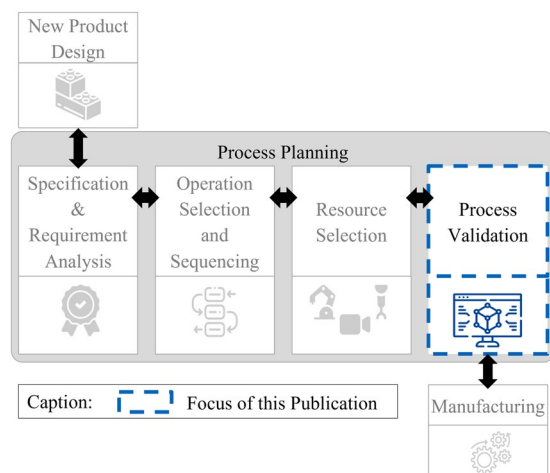 New Product
Design
Process Planning
Specification
&
Requirement
Analysis
Operation
Selection
and
Sequencing
Resource
Selection
Process
Validation
Caption:
Focus of this Publication
Manufacturing